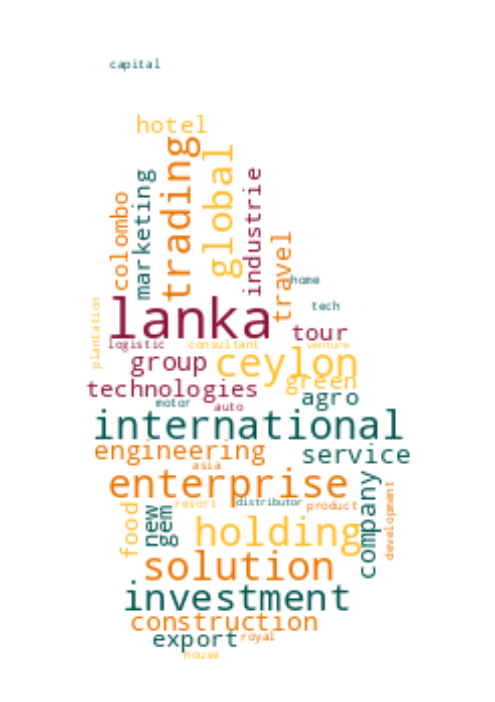 capital
hotel
trading
global
marketing
industrie
colombo
travel
home
plantation
lanka
tech
tour
logistic
consultant
venture
group
ceylon
green
technologies
agro
motor
auto
international
engineering
service
asia
enterprise
company
development
resort
distributor
product
food
new
gem
holding
solution
investment
construction
export
royal
house